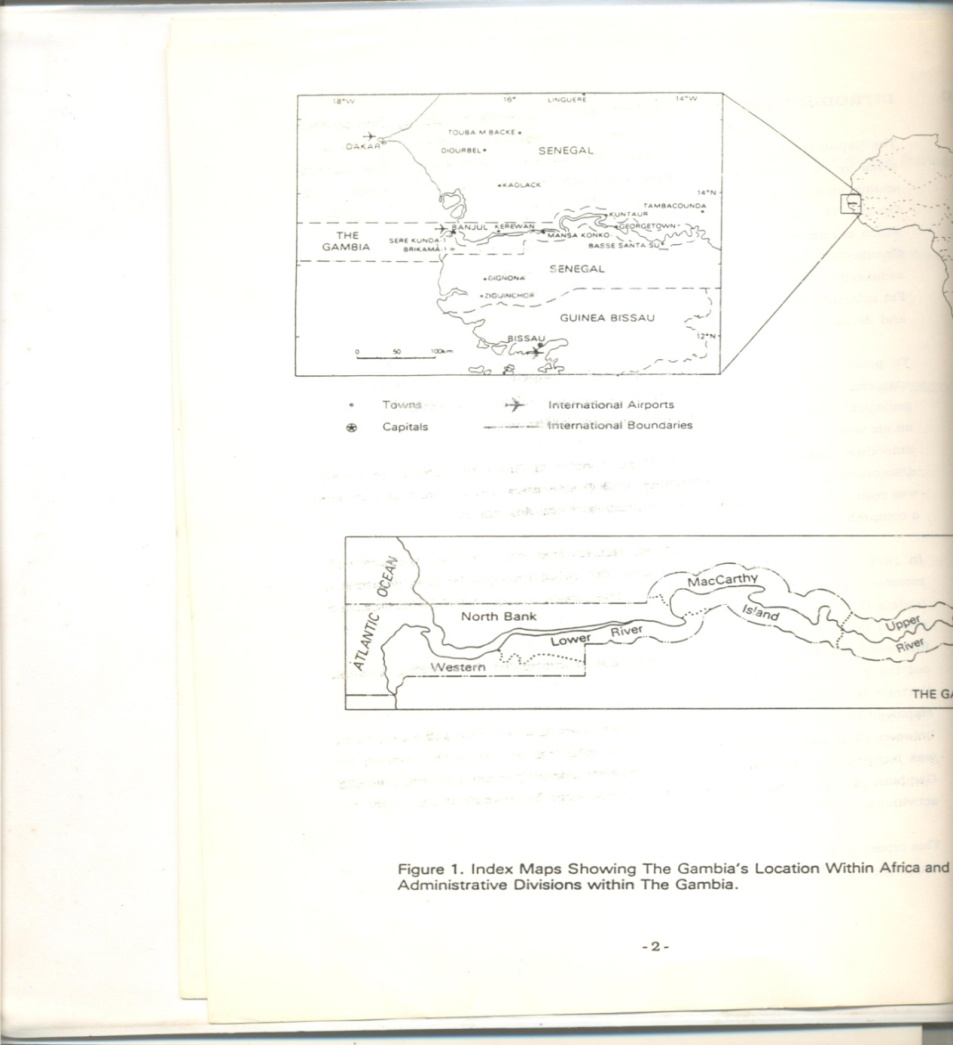 18°W 16° LINGUERE 14°W
TOUBA M BACKE
DAKAR
DIOURBEL
SENEGAL
KAOLACK
14°N
TAMBACOUNDA
KUNTAUR
THE
GAMBIA
BANJUL KEREWAN
GEORGETOWN
MANSA KONKO
SERE KUNDA
BRIKAMA
BASSE SANTA SU
SENEGAL
BIGNONA
ZIGUINCHOR
GUINEA BISSAU
BISSAU
12°N
0 50 100km
Towns
International Airports
Capitals
International Boundaries
ATLANTIC OCEAN
North Bank
MacCarthy
Island
Lower River
Western
Upper
River
THE GA
Figure 1. Index Maps Showing The Gambia's Location Within Africa and
Administrative Divisions within The Gambia.
-2-